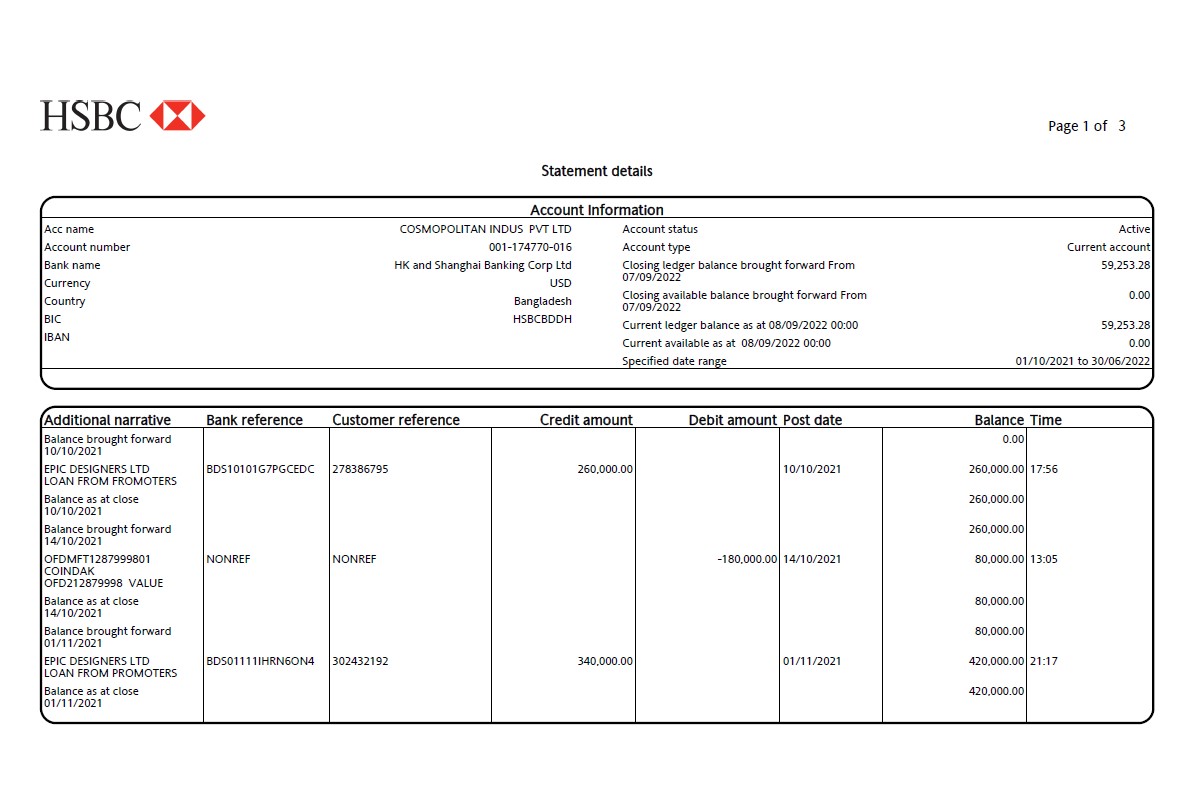 HSBC
Page 1 of 3
Statement details
Account Information
Acc name COSMOPOLITAN INDUS PVT LTD Account status Active
Account number 001-174770-016 Account type Current account
Bank name HK and Shanghai Banking Corp Ltd Closing ledger balance brought forward From 59,253.28
07/09/2022
Currency USD
Closing available balance brought forward From 0.00
07/09/2022
Country Bangladesh
BIC HSBCBDDH
Current ledger balance as at 08/09/2022 00:00 59,253.28
IBAN
Current available as at 08/09/2022 00:00 0.00
Specified date range 01/10/2021 to 30/06/2022
Additional narrative Bank reference Customer reference Credit amount Debit amount Post date Balance Time
Balance brought forward 0.00
10/10/2021
EPIC DESIGNERS LTD BDS10101G7PGCEDC 278386795 260,000.00 10/10/2021 260,000.00 17:56
LOAN FROM PROMOTERS
Balance as at close 260,000.00
10/10/2021
Balance brought forward 260,000.00
14/10/2021
OFDMFT1287999801 NONREF NONREF -180,000.00 14/10/2021 80,000.00 13:05
COINDAK
OFD212879998 VALUE
Balance as at close 80,000.00
14/10/2021
Balance brought forward 80,000.00
01/11/2021
EPIC DESIGNERS LTD BDS01111IHRN6ON4 302432192 340,000.00 01/11/2021 420,000.00 21:17
LOAN FROM PROMOTERS
Balance as at close 420,000.00
01/11/2021